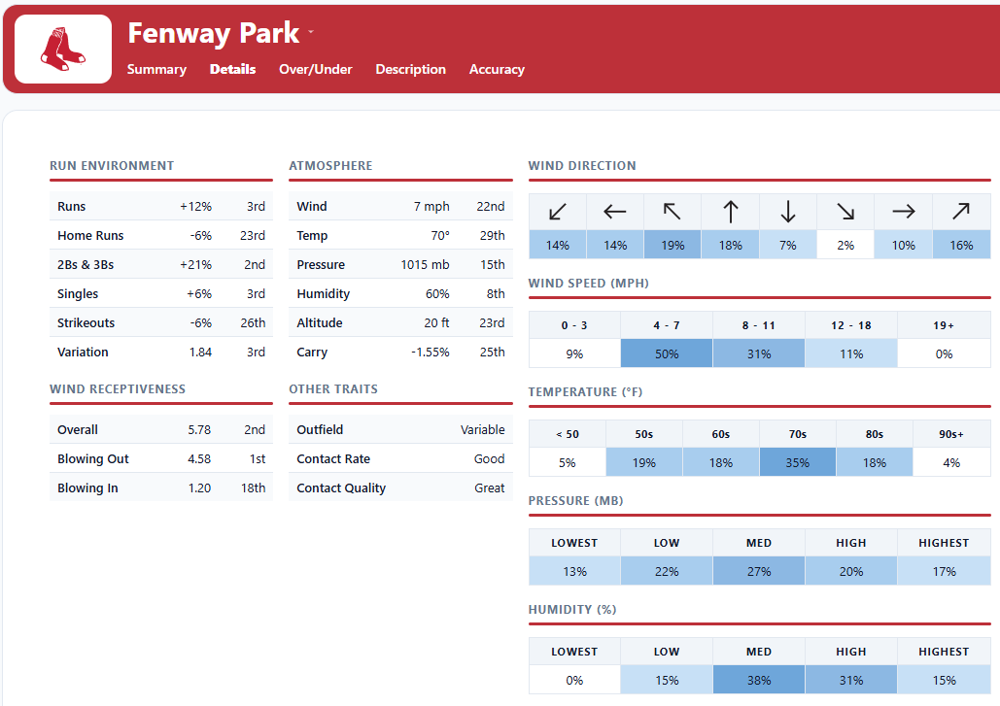 Fenway Park
Summary Details Over/Under Description Accuracy
RUN ENVIRONMENT
Runs +12% 3rd
Home Runs -6% 23rd
2Bs & 3Bs +21% 2nd
Singles +6% 3rd
Strikeouts -6% 26th
Variation 1.84 3rd
WIND RECEPTIVENESS
Overall 5.78 2nd
Blowing Out 4.58 1st
Blowing In 1.20 18th
ATMOSPHERE
Wind 7 mph 22nd
Temp 70° 29th
Pressure 1015 mb 15th
Humidity 60% 8th
Altitude 20 ft 23rd
Carry -1.55% 25th
OTHER TRAITS
Outfield Variable
Contact Rate Good
Contact Quality Great
WIND DIRECTION
↙ ← ↖ ↑ ↓ ↘ → ↗
14% 14% 19% 18% 7% 2% 10% 16%
WIND SPEED (MPH)
0 - 3 4 - 7 8 - 11 12 - 18 19+
9% 50% 31% 11% 0%
TEMPERATURE (°F)
< 50 50s 60s 70s 80s 90s+
5% 19% 18% 35% 18% 4%
PRESSURE (MB)
LOWEST LOW MED HIGH HIGHEST
13% 22% 27% 20% 17%
HUMIDITY (%)
LOWEST LOW MED HIGH HIGHEST
0% 15% 38% 31% 15%